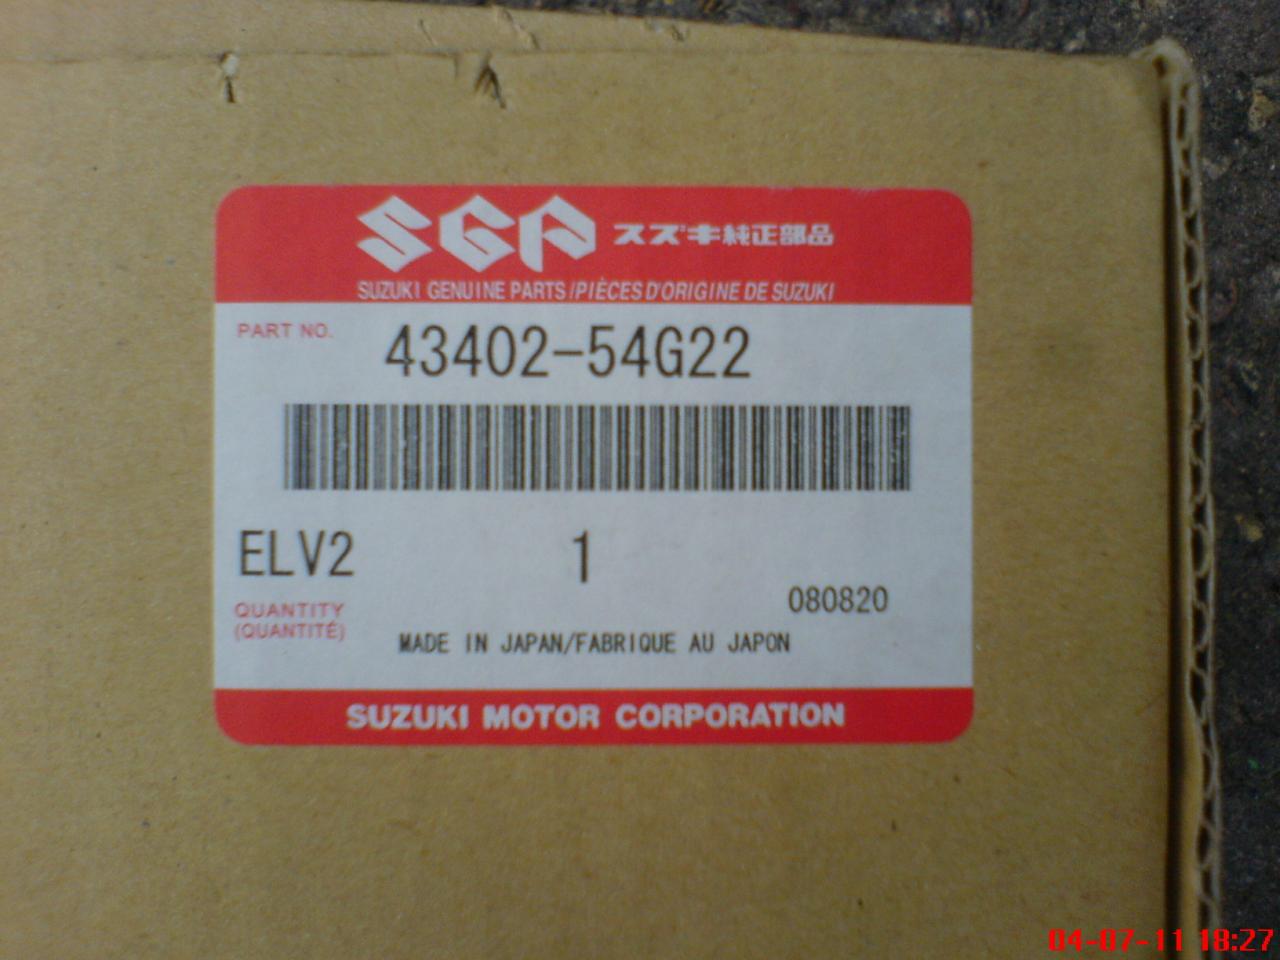 SGP スズキ純正部品
SUZUKI GENUINE PARTS/PIÈCES D'ORIGINE DE SUZUKI
PART NO. 43402-54G22
ELV2 1
080820
QUANTITY
(QUANTITÉ)
MADE IN JAPAN/FABRIQUE AU JAPON
SUZUKI MOTOR CORPORATION
04-07-11 18:27